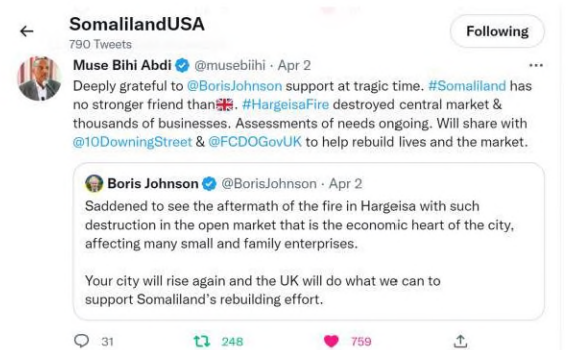 SomalilandUSA
790 Tweets
Following
Muse Bihi Abdi @musebiihi · Apr 2
Deeply grateful to @BorisJohnson support at tragic time. #Somaliland has
no stronger friend than🇬🇧. #HargeisaFire destroyed central market &
thousands of businesses. Assessments of needs ongoing. Will share with
@10DowningStreet & @FCDOGovUK to help rebuild lives and the market.
Boris Johnson @BorisJohnson · Apr 2
Saddened to see the aftermath of the fire in Hargeisa with such
destruction in the open market that is the economic heart of the city,
affecting many small and family enterprises.
Your city will rise again and the UK will do what we can to
support Somaliland's rebuilding effort.
31 248 759